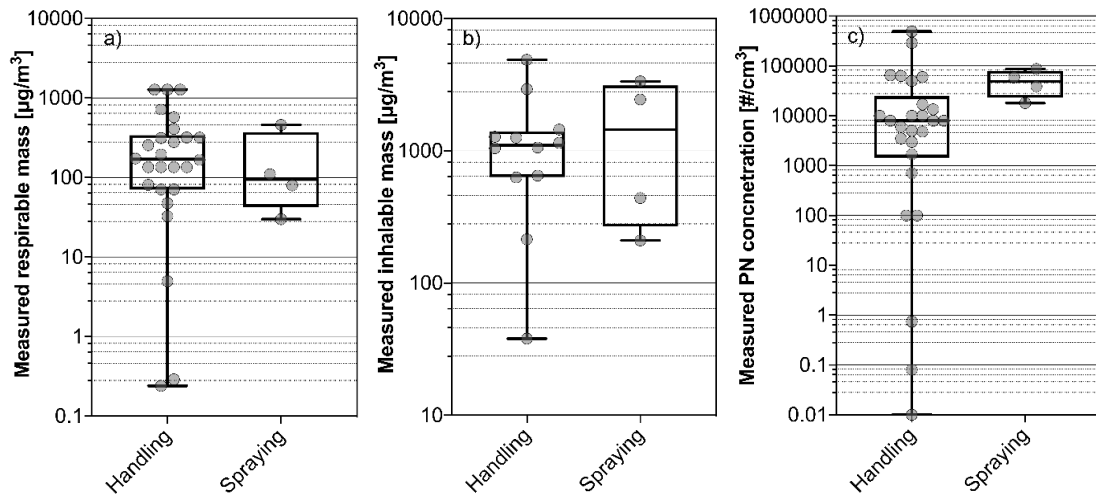 a)
Measured respirable mass [µg/m³]
10000
1000
100
10
1
0.1
Handling
Spraying
b)
Measured inhalable mass [µg/m³]
10000
1000
100
10
Handling
Spraying
c)
Measured PN concnetration [#/cm³]
1000000
100000
10000
1000
100
10
1
0.1
0.01
Handling
Spraying